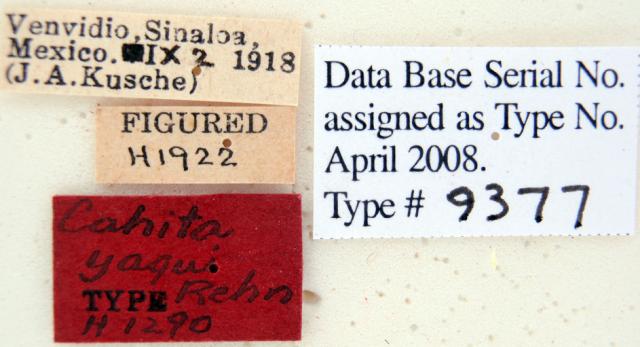 Venvidio, Sinaloa,
Mexico. IX 2 1918
(J.A.Kusche)
FIGURED
H1922
Cahita
yaqui
TYPE Rehn
H1290
Data Base Serial No.
assigned as Type No.
April 2008.
Type # 9377